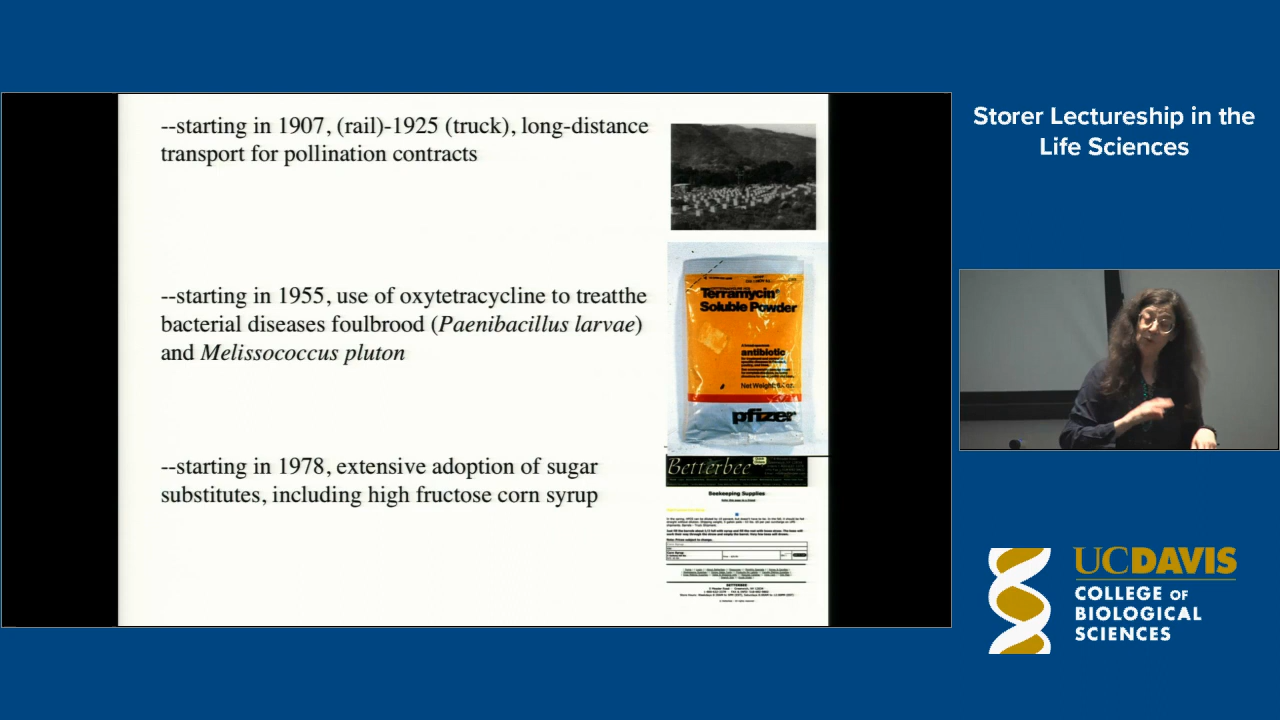 --starting in 1907, (rail)-1925 (truck), long-distance
transport for pollination contracts
--starting in 1955, use of oxytetracycline to treatthe
bacterial diseases foulbrood (Paenibacillus larvae)
and Melissococcus pluton
--starting in 1978, extensive adoption of sugar
substitutes, including high fructose corn syrup
Terramycin
Soluble Powder
antibiotic
Net Weight:
pfizer
Betterbee
Beekeeping Supplies
Storer Lectureship in the
Life Sciences
UCDAVIS
COLLEGE OF
BIOLOGICAL
SCIENCES